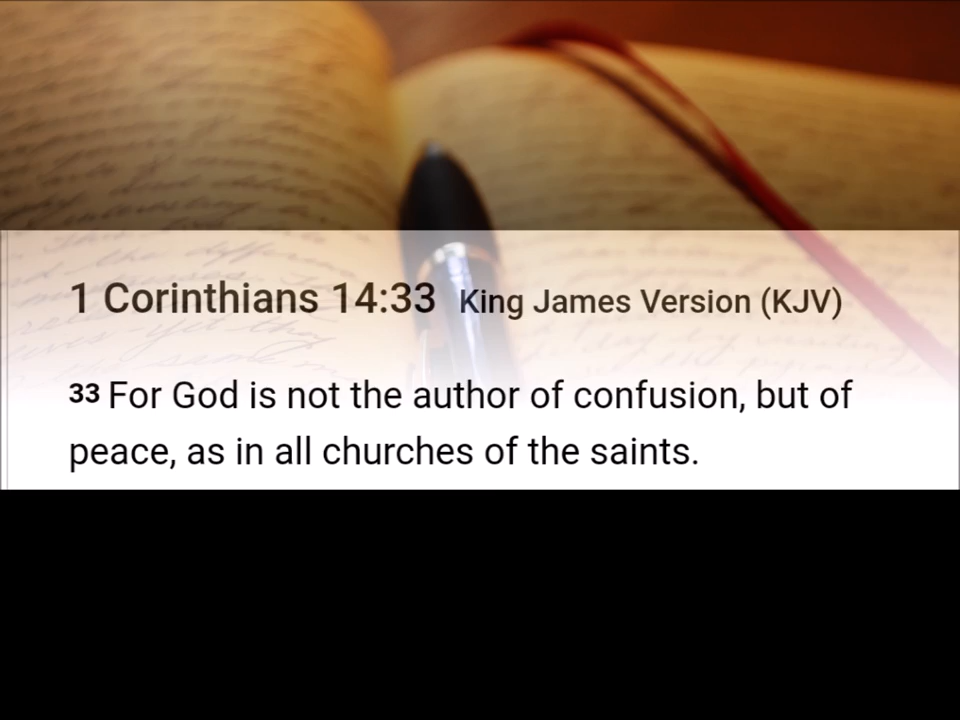 1 Corinthians 14:33 King James Version (KJV)
33 For God is not the author of confusion, but of
peace, as in all churches of the saints.